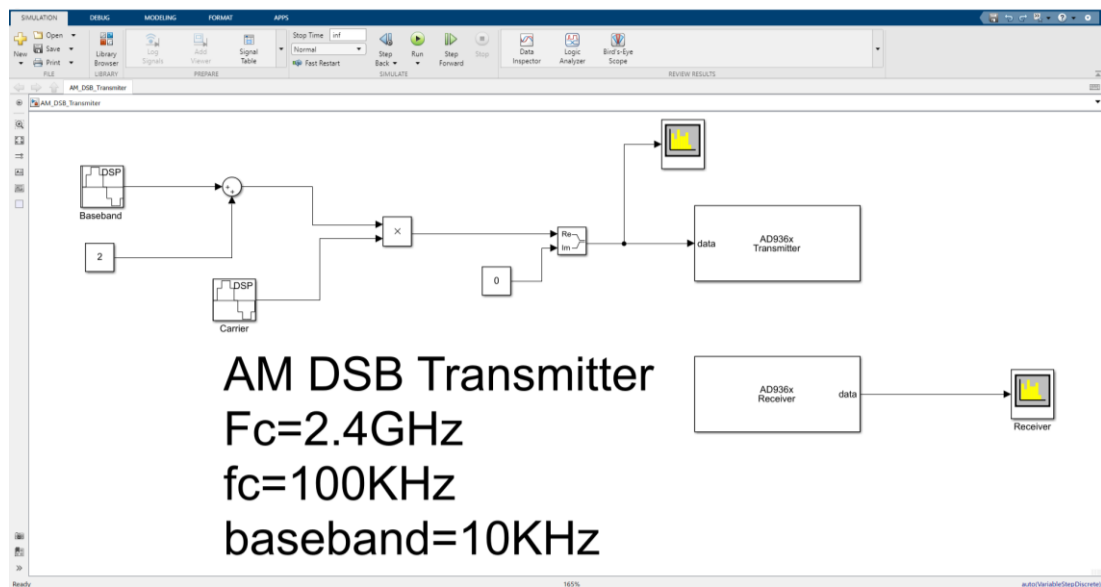 SIMULATION DEBUG MODELING FORMAT APPS
New
Open
Save
Print
FILE
Library Browser
LIBRARY
Log Signals
Add Viewer
Signal Table
PREPARE
Stop Time inf
Normal
Fast Restart
Step Back
Run
Step Forward
Stop
SIMULATE
Data Inspector
Logic Analyzer
Bird's-Eye Scope
REVIEW RESULTS
AM_DSB_Transmiter
AM_DSB_Transmiter
DSP
Baseband
2
DSP
Carrier
×
0
Re
Im
data
AD936x
Transmitter
AD936x
Receiver
data
Receiver
AM DSB Transmitter
Fc=2.4GHz
fc=100KHz
baseband=10KHz
Ready
165%
auto(VariableStepDiscrete)